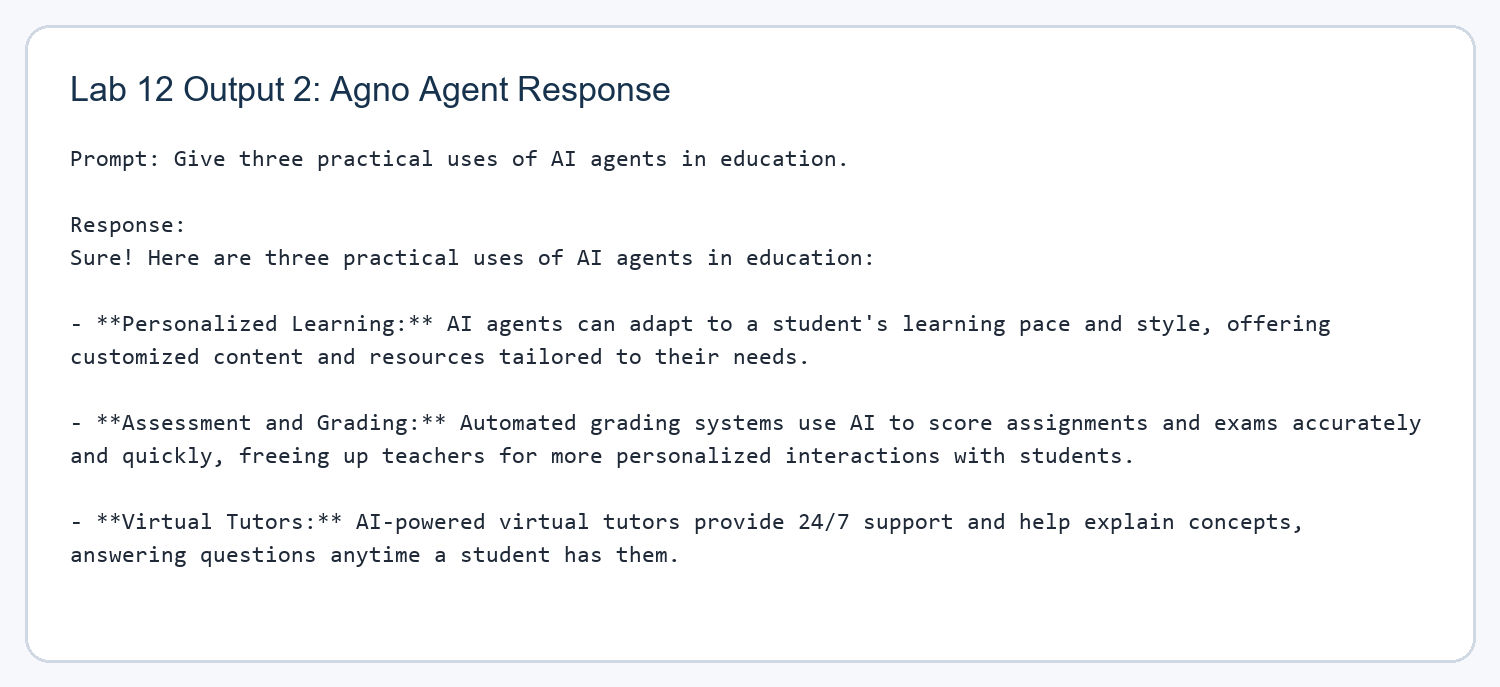 Lab 12 Output 2: Agno Agent Response
Prompt: Give three practical uses of AI agents in education.
Response:
Sure! Here are three practical uses of AI agents in education:
- **Personalized Learning:** AI agents can adapt to a student's learning pace and style, offering
customized content and resources tailored to their needs.
- **Assessment and Grading:** Automated grading systems use AI to score assignments and exams accurately
and quickly, freeing up teachers for more personalized interactions with students.
- **Virtual Tutors:** AI-powered virtual tutors provide 24/7 support and help explain concepts,
answering questions anytime a student has them.